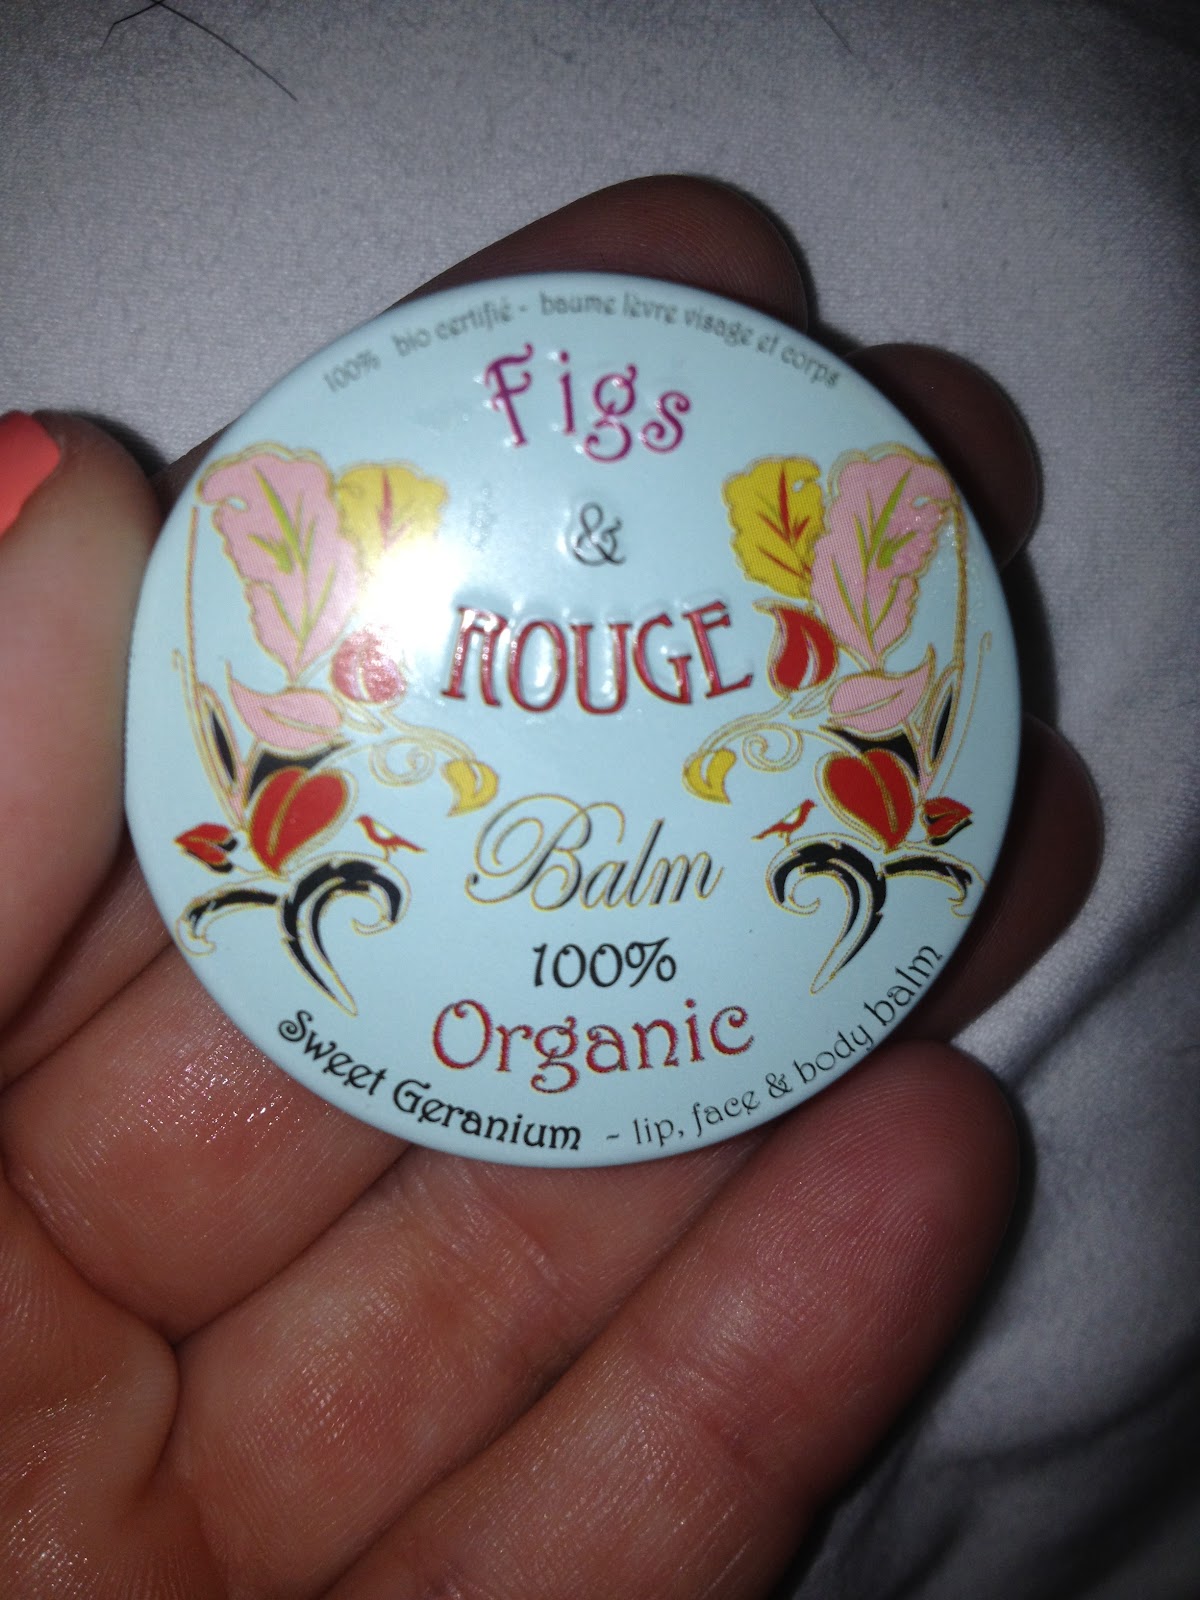 100% bio certifié - baume lèvre visage et corps
Figs
&
ROUGE
Balm
100%
Organic
Sweet Geranium - lip, face & body balm